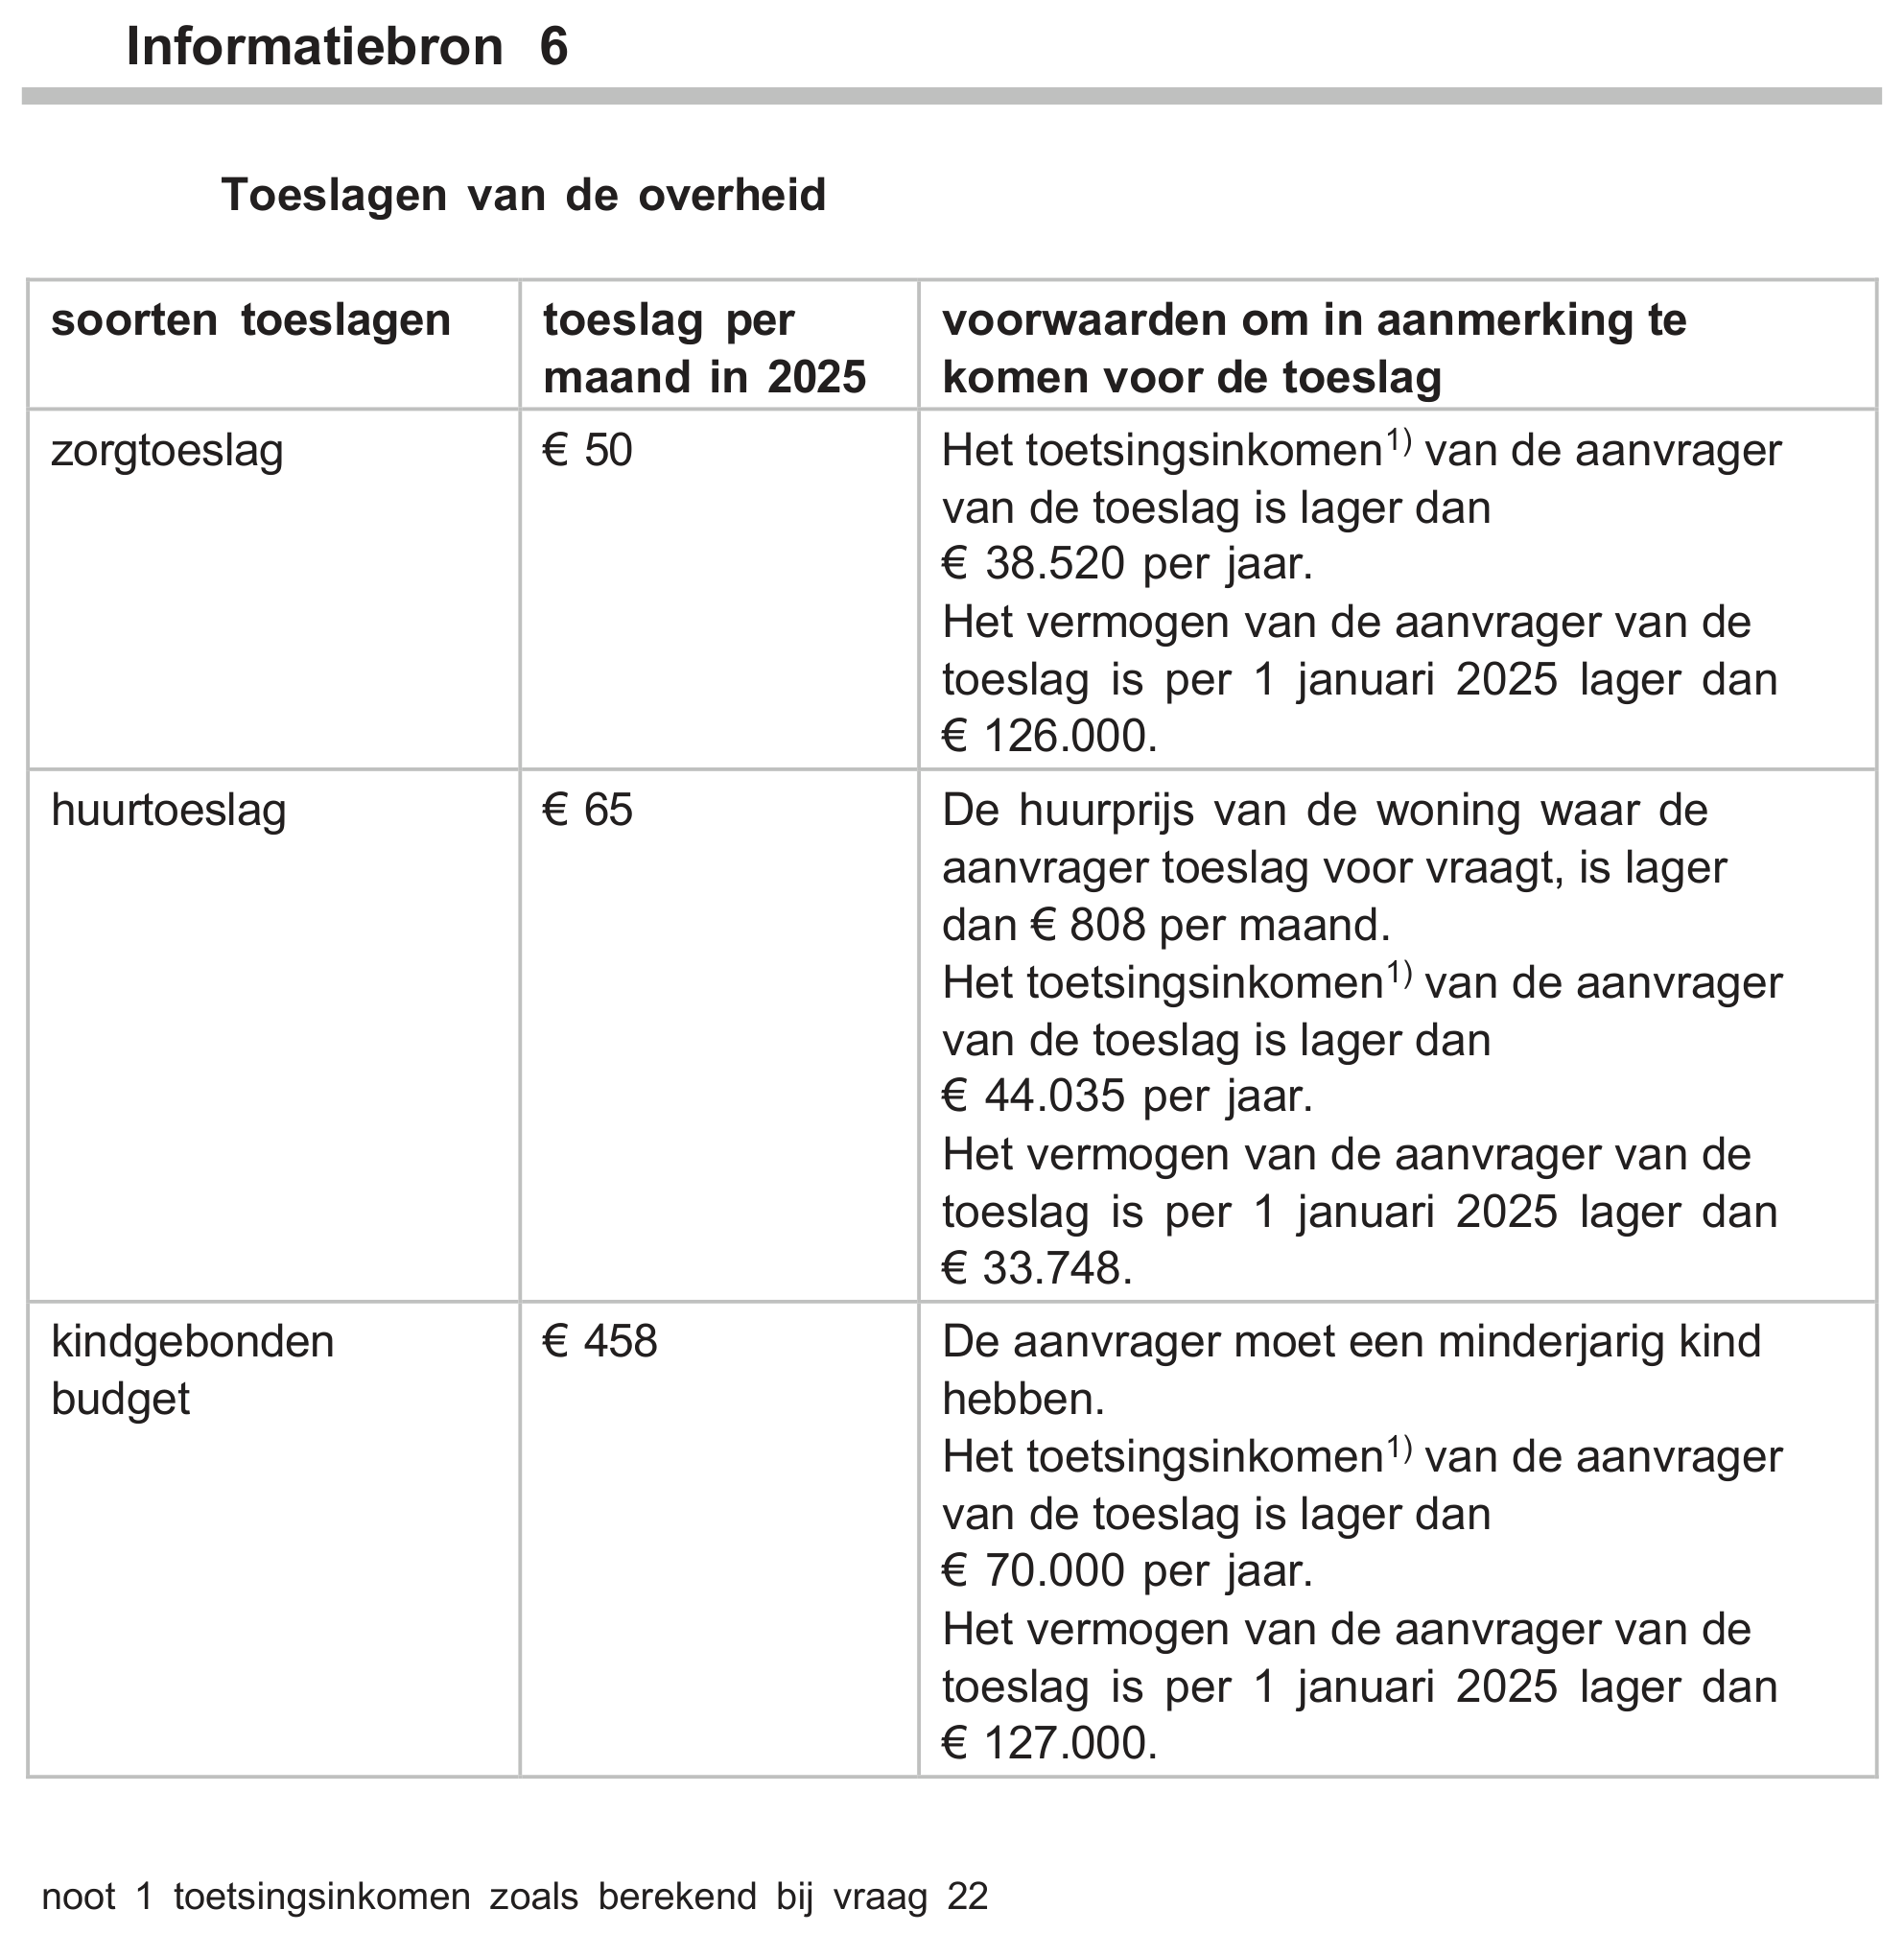 Informatiebron 6
Toeslagen van de overheid
soorten toeslagen
toeslag per
maand in 2025
voorwaarden om in aanmerking te
komen voor de toeslag
zorgtoeslag
€ 50
Het toetsingsinkomen1) van de aanvrager
van de toeslag is lager dan
€ 38.520 per jaar.
Het vermogen van de aanvrager van de
toeslag is per 1 januari 2025 lager dan
€ 126.000.
huurtoeslag
€ 65
De huurprijs van de woning waar de
aanvrager toeslag voor vraagt, is lager
dan € 808 per maand.
Het toetsingsinkomen1) van de aanvrager
van de toeslag is lager dan
€ 44.035 per jaar.
Het vermogen van de aanvrager van de
toeslag is per 1 januari 2025 lager dan
€ 33.748.
kindgebonden
budget
€ 458
De aanvrager moet een minderjarig kind
hebben.
Het toetsingsinkomen1) van de aanvrager
van de toeslag is lager dan
€ 70.000 per jaar.
Het vermogen van de aanvrager van de
toeslag is per 1 januari 2025 lager dan
€ 127.000.
noot 1 toetsingsinkomen zoals berekend bij vraag 22